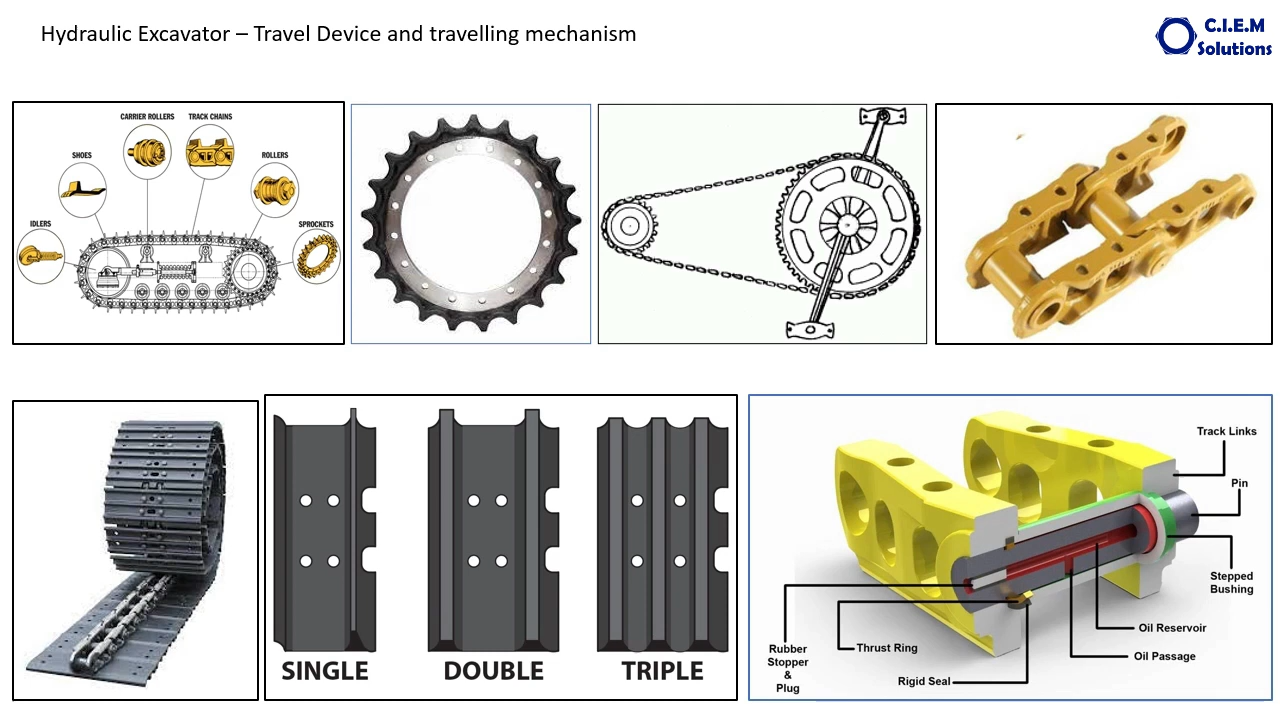 Hydraulic Excavator – Travel Device and travelling mechanism
C.I.E.M
Solutions
CARRIER ROLLERS
TRACK CHAINS
SHOES
ROLLERS
IDLERS
SPROCKETS
SINGLE
DOUBLE
TRIPLE
Track Links
Pin
Stepped
Bushing
Oil Reservoir
Oil Passage
Rigid Seal
Thrust Ring
Rubber
Stopper
&
Plug